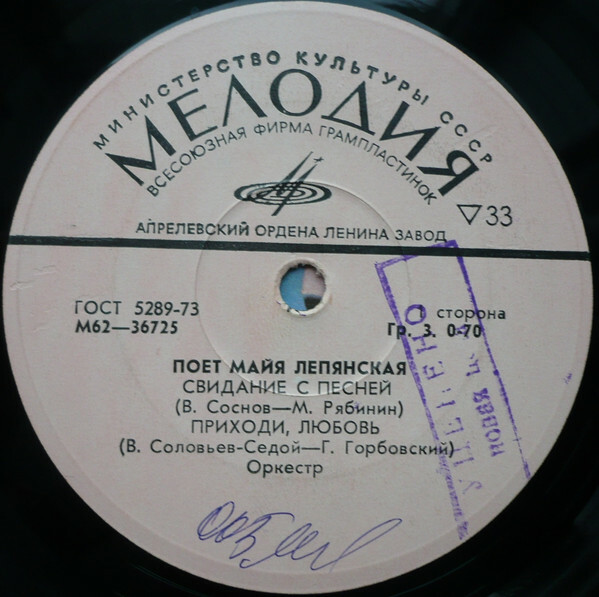 МИНИСТЕРСТВО КУЛЬТУРЫ СССР
МЕЛОДИЯ
ВСЕСОЮЗНАЯ ФИРМА ГРАМПЛАСТИНОК
АПРЕЛЕВСКИЙ ОРДЕНА ЛЕНИНА ЗАВОД
33
ГОСТ 5289-73
М62—36725
сторона
Гр. 3. 0-70
ПОЕТ МАЙЯ ЛЕПЯНСКАЯ
СВИДАНИЕ С ПЕСНЕЙ
(В. Соснов—М. Рябинин)
ПРИХОДИ, ЛЮБОВЬ
(В. Соловьев-Седой—Г. Горбовский)
Оркестр
УЦЕНЕНО